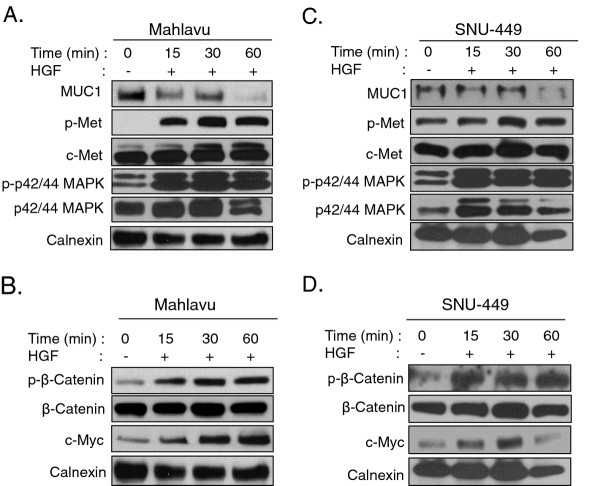 A.
Mahlavu
Time (min) : 0 15 30 60
HGF : - + + +
MUC1
p-Met
c-Met
p-p42/44 MAPK
p42/44 MAPK
Calnexin
C.
SNU-449
Time (min) : 0 15 30 60
HGF : - + + +
MUC1
p-Met
c-Met
p-p42/44 MAPK
p42/44 MAPK
Calnexin
B.
Mahlavu
Time (min) : 0 15 30 60
HGF : - + + +
p-β-Catenin
β-Catenin
c-Myc
Calnexin
D.
SNU-449
Time (min) : 0 15 30 60
HGF : - + + +
p-β-Catenin
β-Catenin
c-Myc
Calnexin